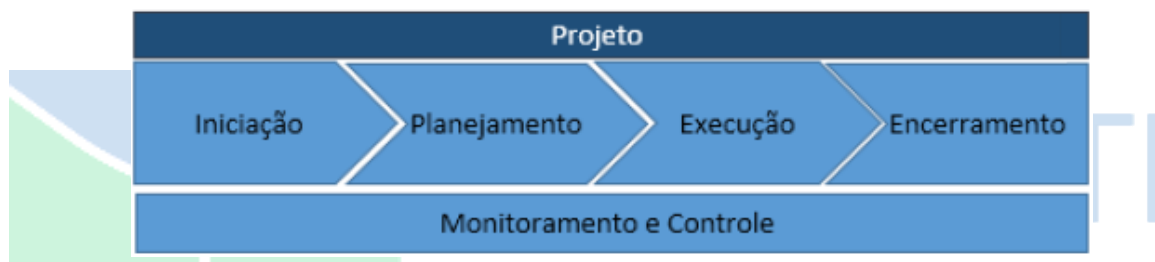 Projeto
Iniciação Planejamento Execução Encerramento
Monitoramento e Controle